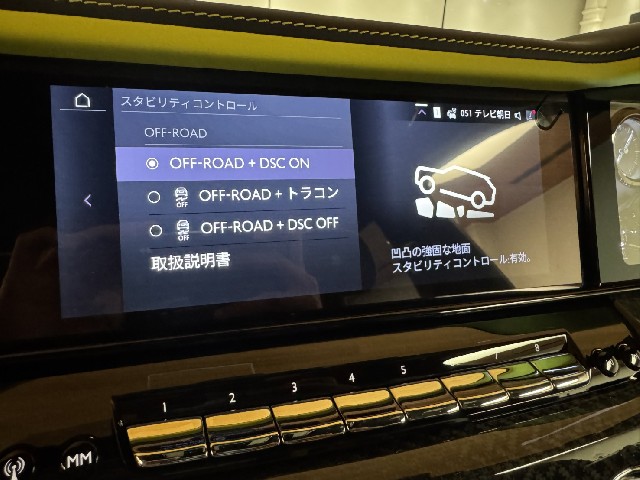 スタビリティコントロール
051 テレビ朝日
OFF-ROAD
OFF-ROAD + DSC ON
OFF
OFF-ROAD + トラコン
OFF
OFF-ROAD + DSC OFF
取扱説明書
凹凸の強固な地面
スタビリティコントロール:有効。
1 2 3 4 5 8
MM